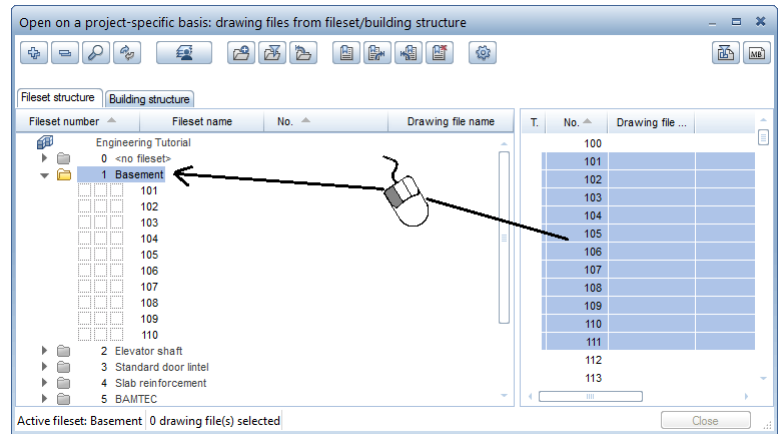 Open on a project-specific basis: drawing files from fileset/building structure
MB
Fileset structure Building structure
Fileset number Fileset name No. Drawing file name
Engineering Tutorial
0 <no fileset>
1 Basement
101
102
103
104
105
106
107
108
109
110
2 Elevator shaft
3 Standard door lintel
4 Slab reinforcement
5 BAMTEC
T. No. Drawing file ...
100
101
102
103
104
105
106
107
108
109
110
111
112
113
Active fileset: Basement 0 drawing file(s) selected Close